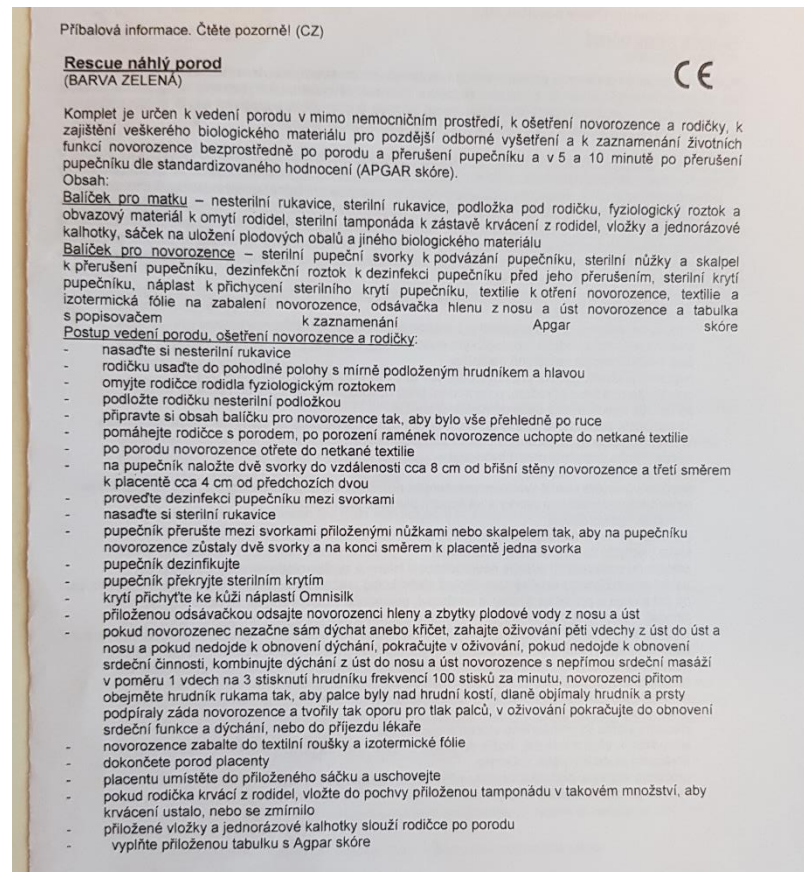 Příbalová informace. Čtěte pozorně! (CZ)
Rescue náhlý porod
(BARVA ZELENÁ)
CE
Komplet je určen k vedení porodu v mimo nemocničním prostředí, k ošetření novorozence a rodičky, k
zajištění veškerého biologického materiálu pro pozdější odborné vyšetření a k zaznamenání životních
funkcí novorozence bezprostředně po porodu a přerušení pupečníku a v 5 a 10 minutě po přerušení
pupečníku dle standardizovaného hodnocení (APGAR skóre).
Obsah:
Balíček pro matku – nesterilní rukavice, sterilní rukavice, podložka pod rodičku, fyziologický roztok a
obvazový materiál k omytí rodidel, sterilní tamponáda k zástavě krvácení z rodidel, vložky a jednorázové
kalhotky, sáček na uložení plodových obalů a jiného biologického materiálu
Balíček pro novorozence – sterilní pupeční svorky k podvázání pupečníku, sterilní nůžky a skalpel
k přerušení pupečníku, dezinfekční roztok k dezinfekci pupečníku před jeho přerušením, sterilní krytí
pupečníku, náplast k přichycení sterilního krytí pupečníku, textilie k otření novorozence, textilie a
izotermická fólie na zabalení novorozence, odsávačka hlenu z nosu a úst novorozence a tabulka
s popisovačem k zaznamenání Apgar skóre
Postup vedení porodu, ošetření novorozence a rodičky:
- nasaďte si nesterilní rukavice
- rodičku usaďte do pohodlné polohy s mírně podloženým hrudníkem a hlavou
- omyjte rodičce rodidla fyziologickým roztokem
- podložte rodičku nesterilní podložkou
- připravte si obsah balíčku pro novorozence tak, aby bylo vše přehledně po ruce
- pomáhejte rodičce s porodem, po porození ramének novorozence uchopte do netkané textilie
- po porodu novorozence otřete do netkané textilie
- na pupečník naložte dvě svorky do vzdálenosti cca 8 cm od břišní stěny novorozence a třetí směrem
k placentě cca 4 cm od předchozích dvou
- proveďte dezinfekci pupečníku mezi svorkami
- nasaďte si sterilní rukavice
- pupečník přerušte mezi svorkami přiloženými nůžkami nebo skalpelem tak, aby na pupečníku
novorozence zůstaly dvě svorky a na konci směrem k placentě jedna svorka
- pupečník dezinfikujte
- pupečník překryjte sterilním krytím
- krytí přichyťte ke kůži náplastí Omnisilk
- přiloženou odsávačkou odsajte novorozenci hleny a zbytky plodové vody z nosu a úst
- pokud novorozenec nezačne sám dýchat anebo křičet, zahajte oživování pěti vdechy z úst do úst a
nosu a pokud nedojde k obnovení dýchání, pokračujte v oživování, pokud nedojde k obnovení
srdeční činnosti, kombinujte dýchání z úst do nosu a úst novorozence s nepřímou srdeční masáží
v poměru 1 vdech na 3 stisknutí hrudníku frekvencí 100 stisků za minutu, novorozenci přitom
obejměte hrudník rukama tak, aby palce byly nad hrudní kostí, dlaně objímaly hrudník a prsty
podpíraly záda novorozence a tvořily tak oporu pro tlak palců, v oživování pokračujte do obnovení
srdeční funkce a dýchání, nebo do příjezdu lékaře
- novorozence zabalte do textilní roušky a izotermické fólie
- dokončete porod placenty
- placentu umístěte do přiloženého sáčku a uschovejte
- pokud rodička krvácí z rodidel, vložte do pochvy přiloženou tamponádu v takovém množství, aby
krvácení ustalo, nebo se zmírnilo
- přiložené vložky a jednorázové kalhotky slouží rodičce po porodu
- vyplňte přiloženou tabulku s Agpar skóre